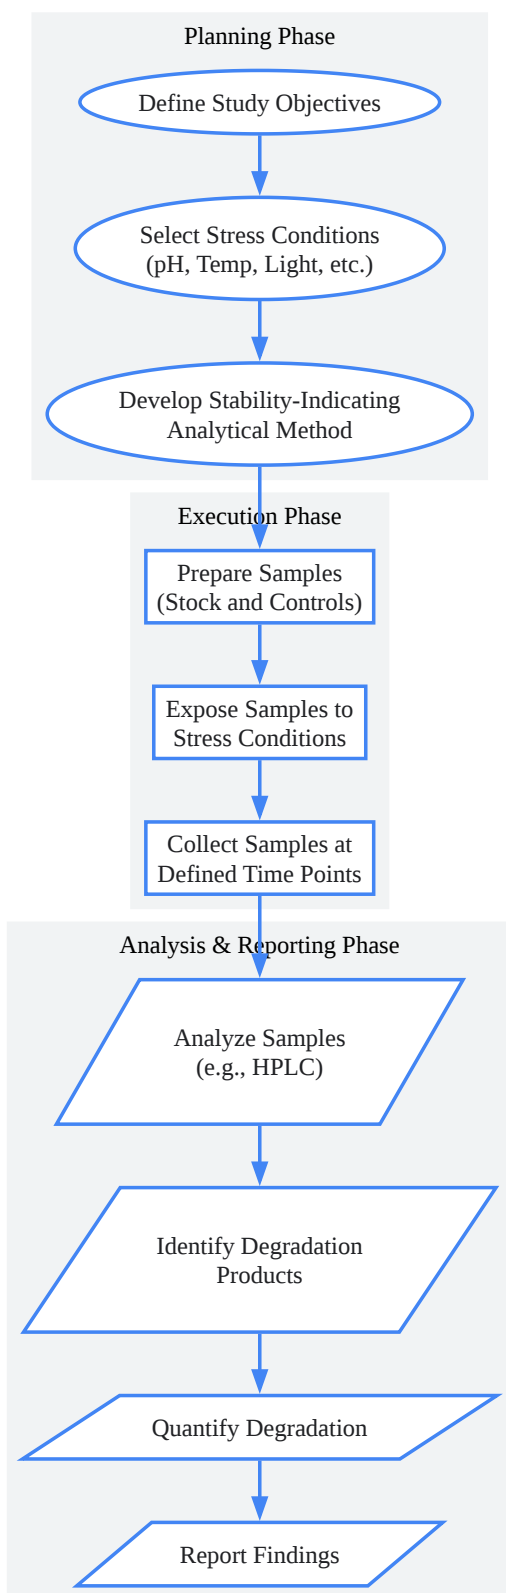 Planning Phase
Define Study Objectives
Select Stress Conditions
(pH, Temp, Light, etc.)
Develop Stability-Indicating
Analytical Method
Execution Phase
Prepare Samples
(Stock and Controls)
Expose Samples to
Stress Conditions
Collect Samples at
Defined Time Points
Analysis & Reporting Phase
Analyze Samples
(e.g., HPLC)
Identify Degradation
Products
Quantify Degradation
Report Findings